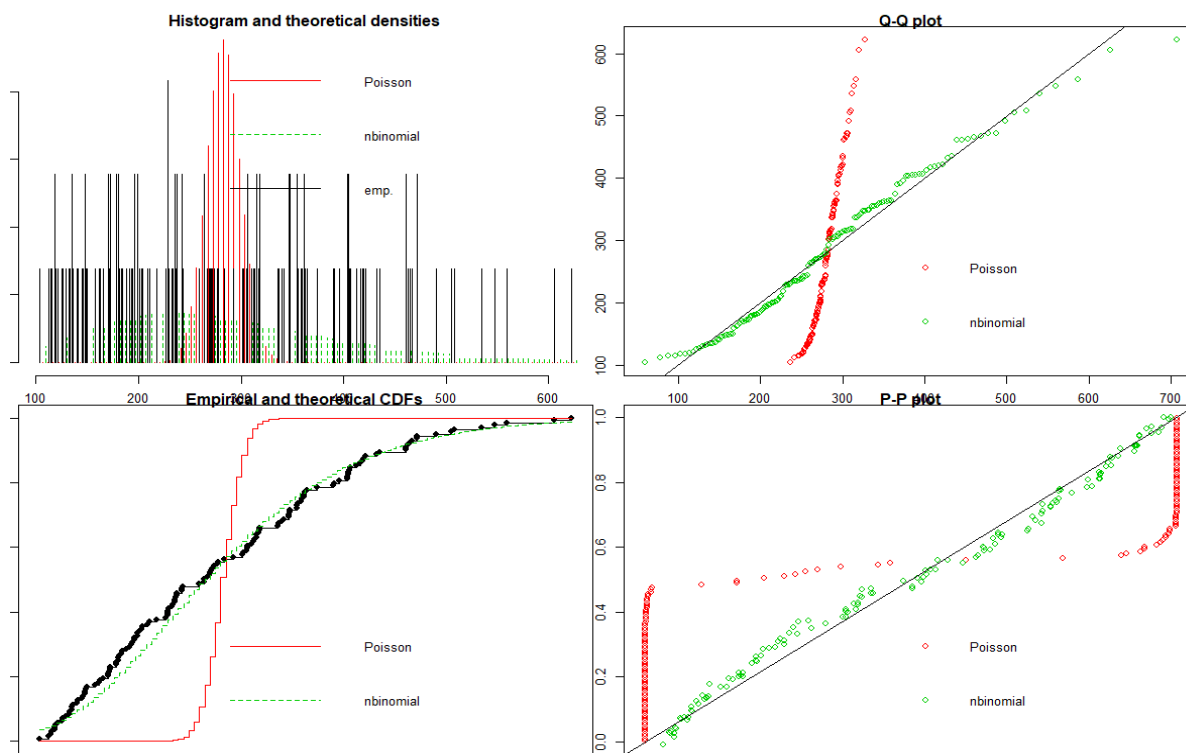 Histogram and theoretical densities
Poisson
nbinomial
emp.
100 200 300 400 500 600
Q-Q plot
600
500
400
300
200
100
Poisson
nbinomial
100 200 300 400 500 600 700
Empirical and theoretical CDFs
Poisson
nbinomial
P-P plot
1.0
0.8
0.6
0.4
0.2
0.0
Poisson
nbinomial